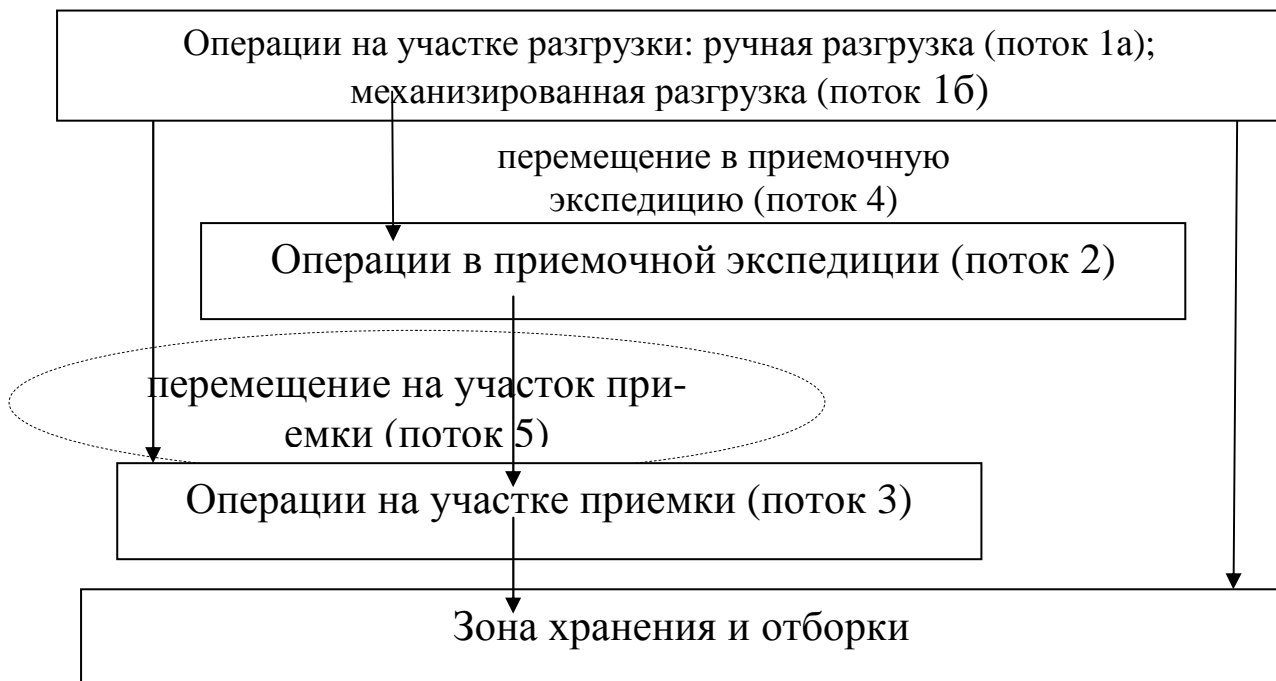 Операции на участке разгрузки: ручная разгрузка (поток 1а);
механизированная разгрузка (поток 1б)
перемещение в приемочную
экспедицию (поток 4)
Операции в приемочной экспедиции (поток 2)
перемещение на участок при-
емки (поток 5)
Операции на участке приемки (поток 3)
Зона хранения и отборки